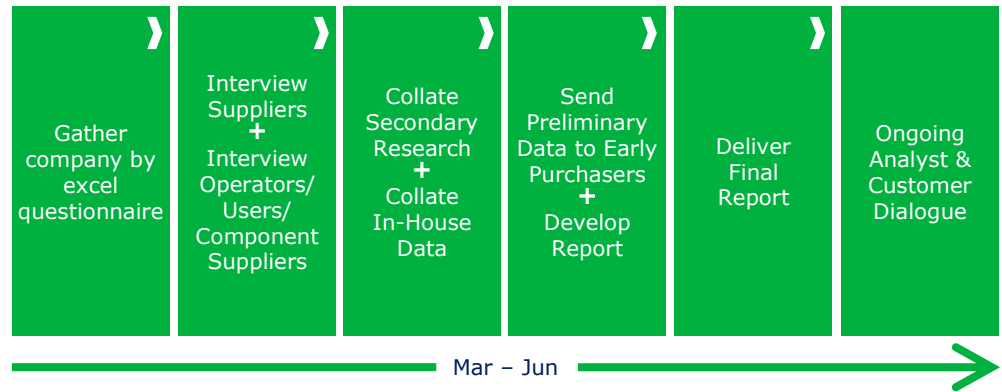 Gather
company by
excel
questionnaire
Interview
Suppliers
+
Interview
Operators/
Users/
Component
Suppliers
Collate
Secondary
Research
+
Collate
In-House
Data
Send
Preliminary
Data to Early
Purchasers
+
Develop
Report
Deliver
Final
Report
Ongoing
Analyst &
Customer
Dialogue
Mar – Jun